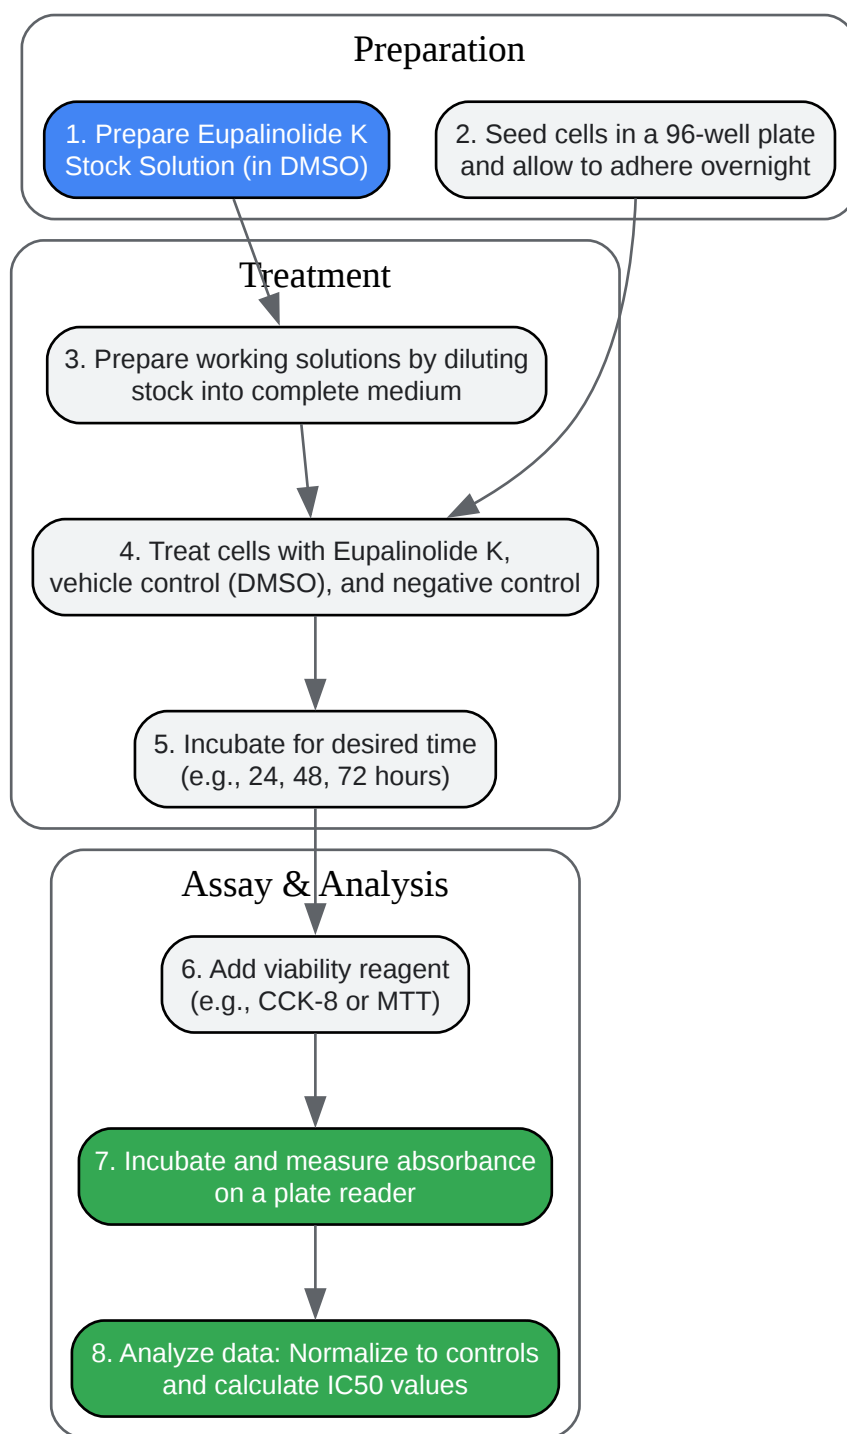 Preparation
1. Prepare Eupalinolide K
Stock Solution (in DMSO)
2. Seed cells in a 96-well plate
and allow to adhere overnight
Treatment
3. Prepare working solutions by diluting
stock into complete medium
4. Treat cells with Eupalinolide K,
vehicle control (DMSO), and negative control
5. Incubate for desired time
(e.g., 24, 48, 72 hours)
Assay & Analysis
6. Add viability reagent
(e.g., CCK-8 or MTT)
7. Incubate and measure absorbance
on a plate reader
8. Analyze data: Normalize to controls
and calculate IC50 values